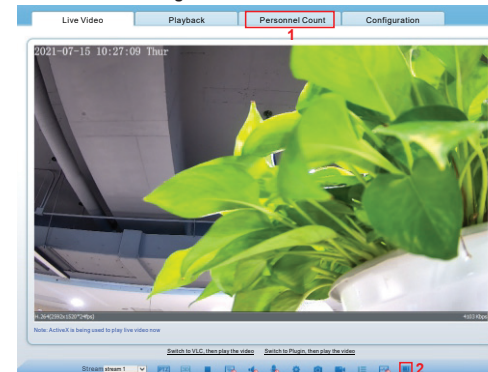 Live Video Playback Personnel Count Configuration
1
2021-07-15 10:27:09 Thur
Note: ActiveX is being used to play live video now
Switch to VLC, then play the video Switch to Plugin, then play the video
Stream stream 1
2